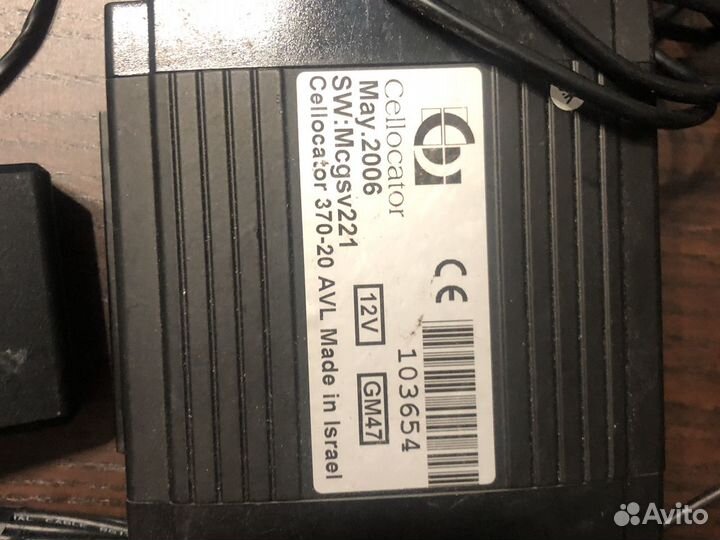 Cellocator
May.2006
SW:Mcgsv221
Cellocator 370-20 AVL Made in Israel
12V
GM47
CE
103654
Avito